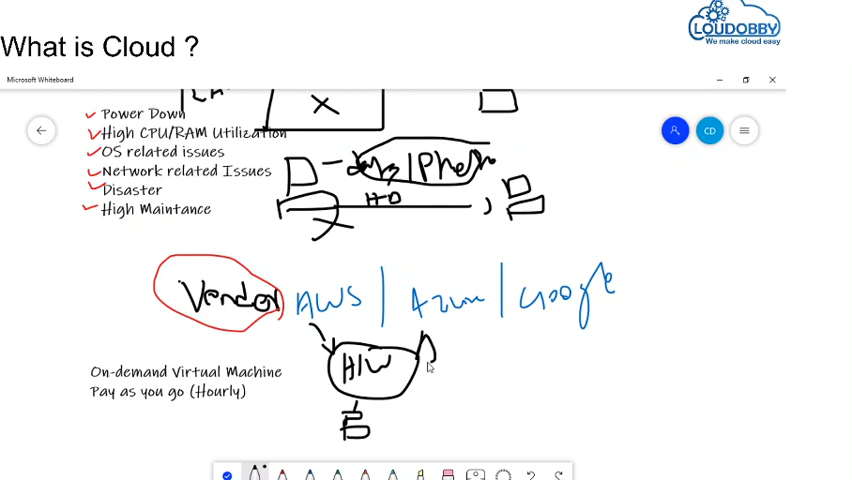 LOUDOBBY
We make cloud easy
What is Cloud ?
Microsoft Whiteboard
Power Down
High CPU/RAM Utilization
OS related issues
Network related Issues
Disaster
High Maintance
CD
Vendor AWS | Azure | Google
H/W
On-demand Virtual Machine
Pay as you go (Hourly)